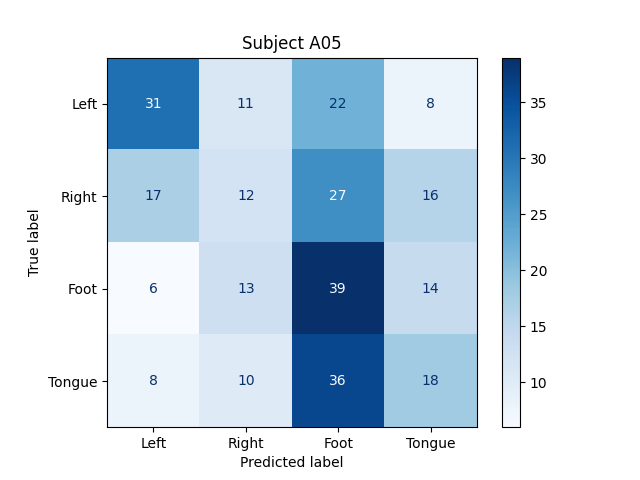 Subject A05
True label
Left 31 11 22 8
Right 17 12 27 16
Foot 6 13 39 14
Tongue 8 10 36 18
Left Right Foot Tongue
Predicted label
35
30
25
20
15
10